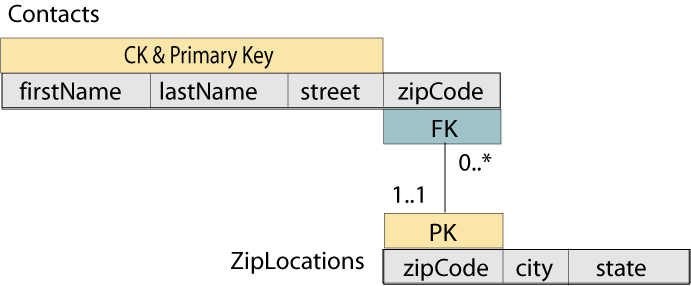 Contacts
CK & Primary Key
firstName lastName street zipCode
FK
0..*
1..1
PK
ZipLocations zipCode city state